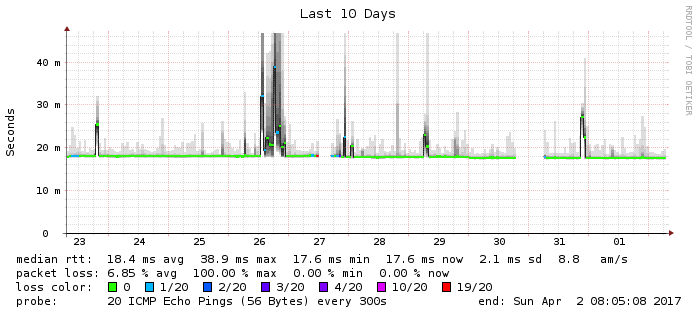 Last 10 Days
RRDTOOL / TOBI OETIKER
Seconds
40 m
30 m
20 m
10 m
0
23 24 25 26 27 28 29 30 31 01
median rtt: 18.4 ms avg 38.9 ms max 17.6 ms min 17.6 ms now 2.1 ms sd 8.8 am/s
packet loss: 6.85 % avg 100.00 % max 0.00 % min 0.00 % now
loss color: 0 1/20 2/20 3/20 4/20 10/20 19/20
probe: 20 ICMP Echo Pings (56 Bytes) every 300s end: Sun Apr 2 08:05:08 2017